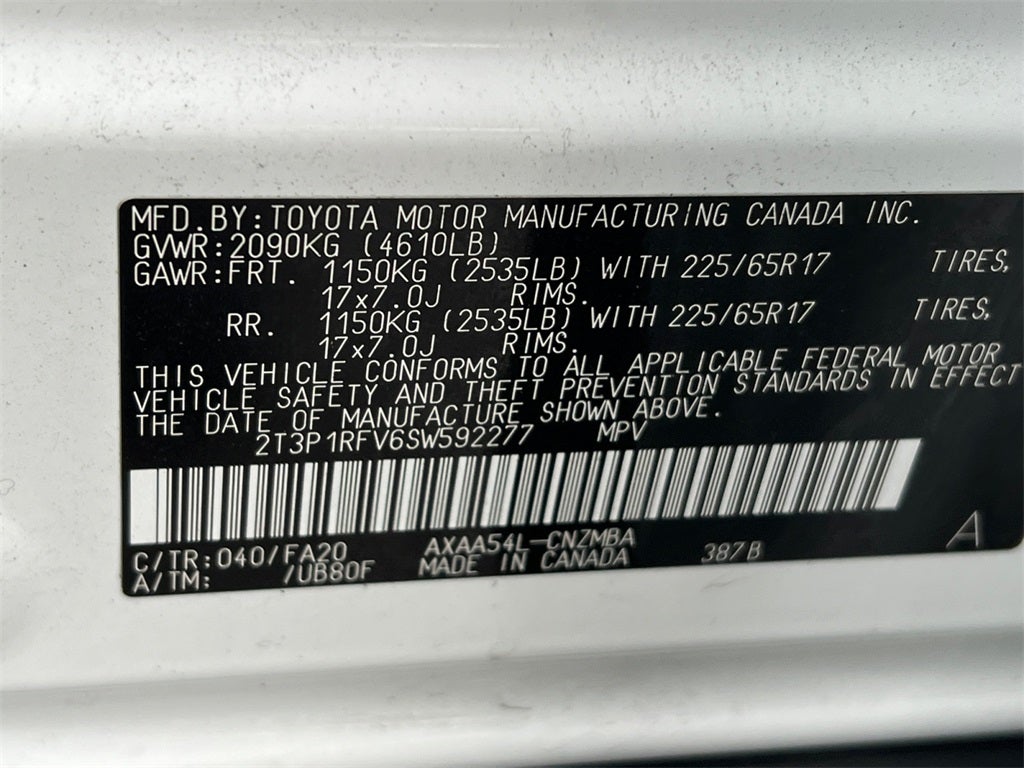 MFD.BY:TOYOTA MOTOR MANUFACTURING CANADA INC.
GVWR:2090KG (4610LB)
GAWR:FRT. 1150KG (2535LB) WITH 225/65R17 TIRES,
17x7.0J RIMS.
RR. 1150KG (2535LB) WITH 225/65R17 TIRES,
17x7.0J RIMS.
THIS VEHICLE CONFORMS TO ALL APPLICABLE FEDERAL MOTOR
VEHICLE SAFETY AND THEFT PREVENTION STANDARDS IN EFFECT
THE DATE OF MANUFACTURE SHOWN ABOVE.
2T3P1RFV6SW592277 MPV
C/TR:040/FA20 AXAA54L-CNZMBA 387B A
A/TM: /UB80F MADE IN CANADA